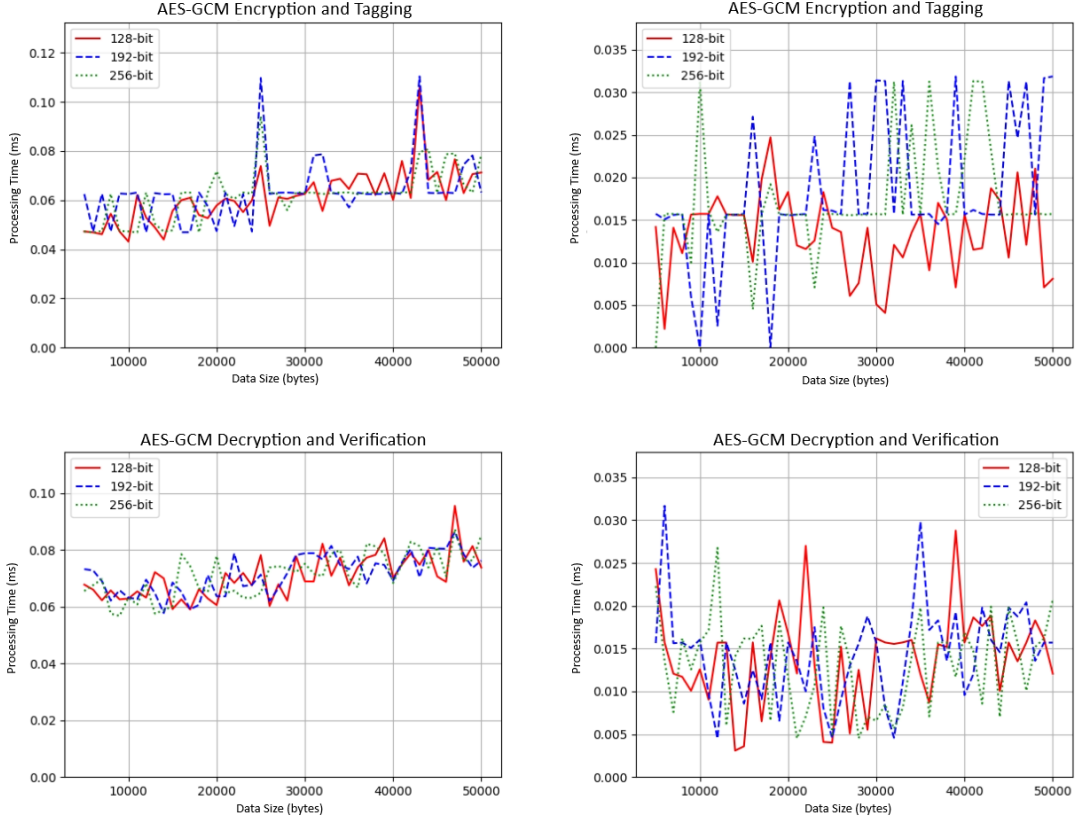 AES-GCM Encryption and Tagging
128-bit
192-bit
256-bit
0.12
0.10
0.08
0.06
0.04
0.02
0.00
Processing Time (ms)
10000 20000 30000 40000 50000
Data Size (bytes)
AES-GCM Encryption and Tagging
128-bit
192-bit
256-bit
0.035
0.030
0.025
0.020
0.015
0.010
0.005
0.000
Processing Time (ms)
10000 20000 30000 40000 50000
Data Size (bytes)
AES-GCM Decryption and Verification
128-bit
192-bit
256-bit
0.10
0.08
0.06
0.04
0.02
0.00
Processing Time (ms)
10000 20000 30000 40000 50000
Data Size (bytes)
AES-GCM Decryption and Verification
128-bit
192-bit
256-bit
0.035
0.030
0.025
0.020
0.015
0.010
0.005
0.000
Processing Time (ms)
10000 20000 30000 40000 50000
Data Size (bytes)